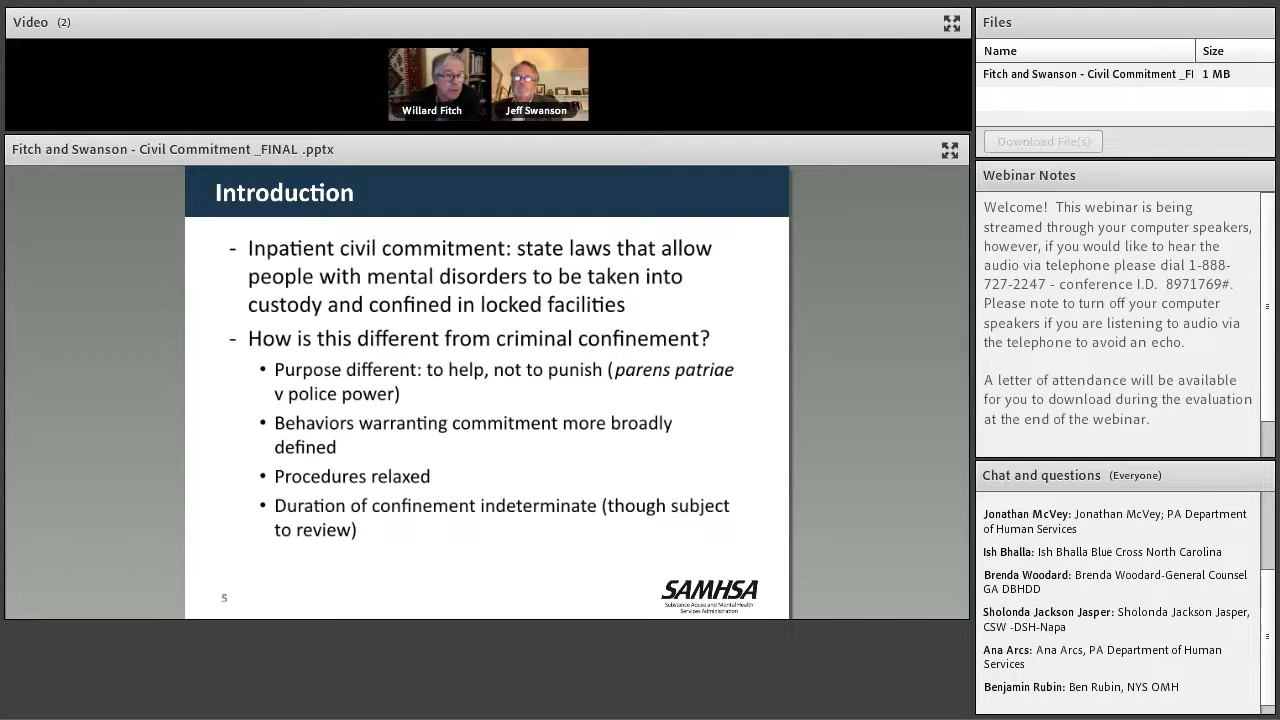 Video (2)
Willard Fitch
Jeff Swanson
Fitch and Swanson - Civil Commitment _FINAL .pptx
Introduction
- Inpatient civil commitment: state laws that allow
people with mental disorders to be taken into
custody and confined in locked facilities
- How is this different from criminal confinement?
• Purpose different: to help, not to punish (parens patriae
v police power)
• Behaviors warranting commitment more broadly
defined
• Procedures relaxed
• Duration of confinement indeterminate (though subject
to review)
5
SAMHSA
Substance Abuse and Mental Health
Services Administration
Files
Name Size
Fitch and Swanson - Civil Commitment _FI 1 MB
Download File(s)
Webinar Notes
Welcome! This webinar is being
streamed through your computer speakers,
however, if you would like to hear the
audio via telephone please dial 1-888-
727-2247 - conference I.D. 8971769#.
Please note to turn off your computer
speakers if you are listening to audio via
the telephone to avoid an echo.
A letter of attendance will be available
for you to download during the evaluation
at the end of the webinar.
Chat and questions (Everyone)
Jonathan McVey: Jonathan McVey; PA Department
of Human Services
Ish Bhalla: Ish Bhalla Blue Cross North Carolina
Brenda Woodard: Brenda Woodard-General Counsel
GA DBHDD
Sholonda Jackson Jasper: Sholonda Jackson Jasper,
CSW -DSH-Napa
Ana Arcs: Ana Arcs, PA Department of Human
Services
Benjamin Rubin: Ben Rubin, NYS OMH